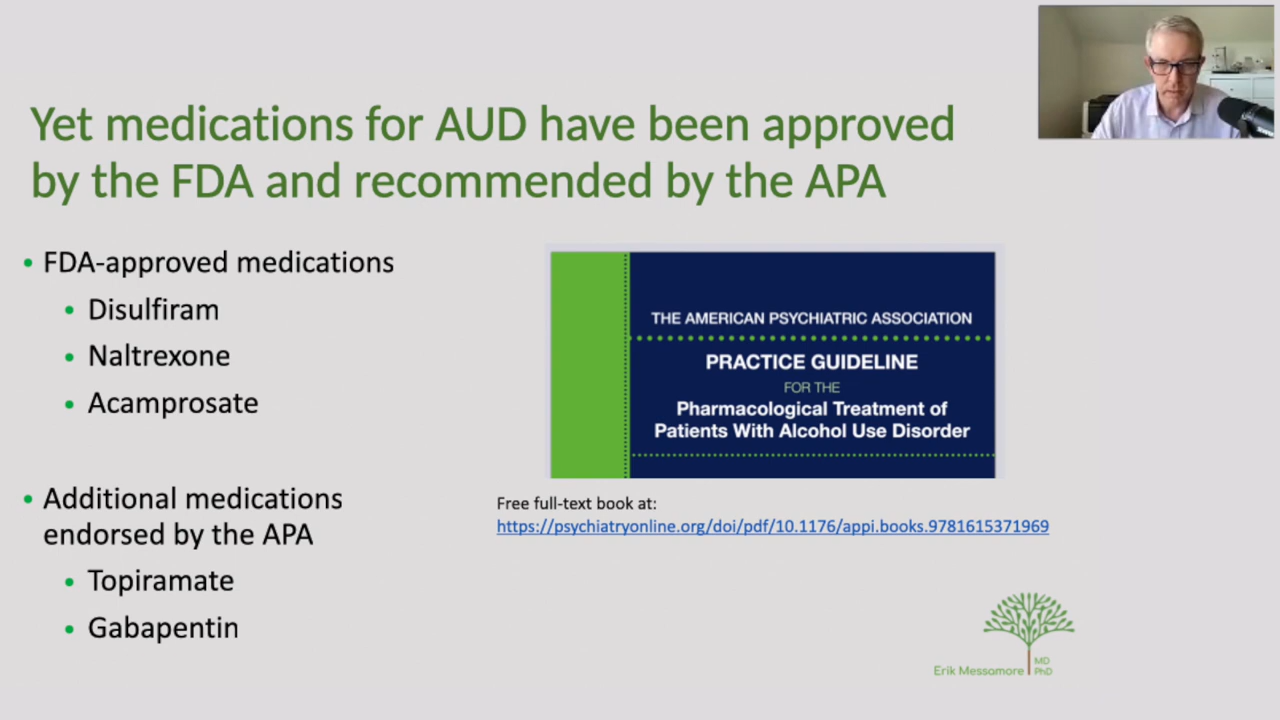 Yet medications for AUD have been approved
by the FDA and recommended by the APA
• FDA-approved medications
• Disulfiram
• Naltrexone
• Acamprosate
• Additional medications
endorsed by the APA
• Topiramate
• Gabapentin
THE AMERICAN PSYCHIATRIC ASSOCIATION
PRACTICE GUIDELINE
FOR THE
Pharmacological Treatment of
Patients With Alcohol Use Disorder
Free full-text book at:
https://psychiatryonline.org/doi/pdf/10.1176/appi.books.9781615371969
Erik Messamore
MD
PhD